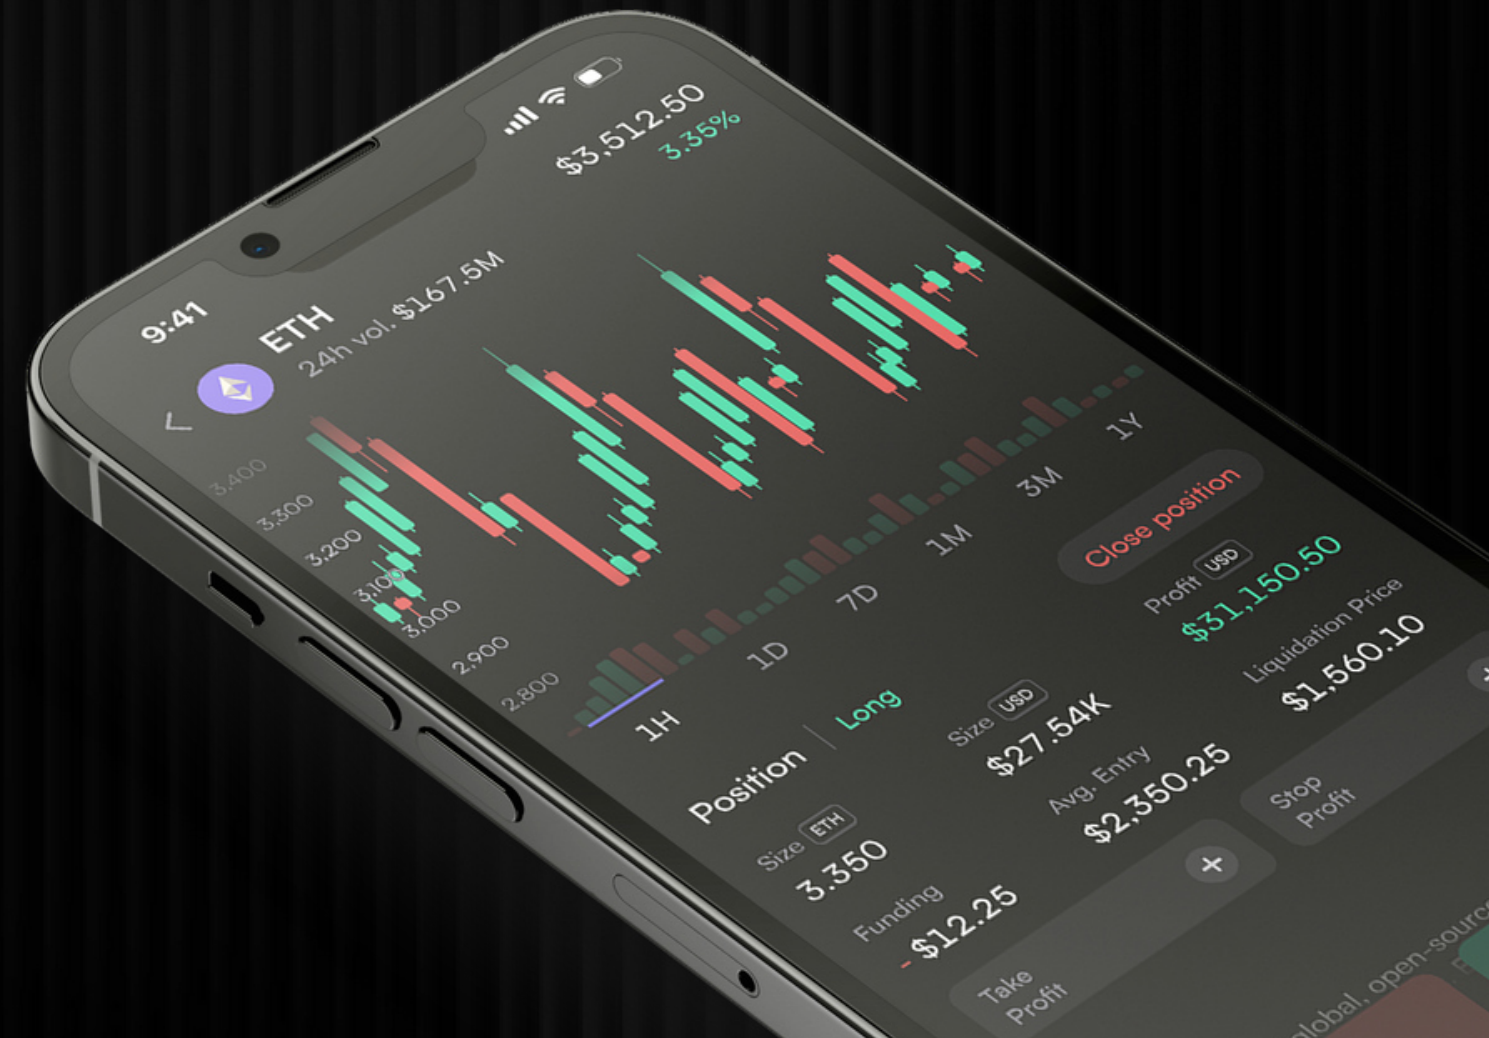 9:41
ETH
24h vol. $167.5M
$3,512.50
3.35%
3,400
3,300
3,200
3,100
3,000
2,900
2,800
1H
1D
7D
1M
3M
1Y
Position
Long
Close position
Size ETH
3.350
Size USD
$27.54K
Profit USD
$31,150.50
Funding
- $12.25
Avg. Entry
$2,350.25
Liquidation Price
$1,560.10
Take
Profit
+
Stop
Profit
+
global, open-sourc